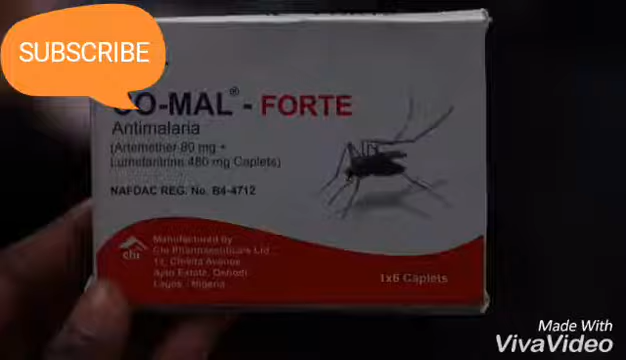 SUBSCRIBE
O-MAL® - FORTE
Antimalaria
(Artemether 80 mg +
Lumefantrine 480 mg Caplets)
NAFDAC REG. No. B4-4712
chi
Manufactured by
Chi Pharmaceuticals Ltd
Lagos - Nigeria
1x6 Caplets
Made With
VivaVideo